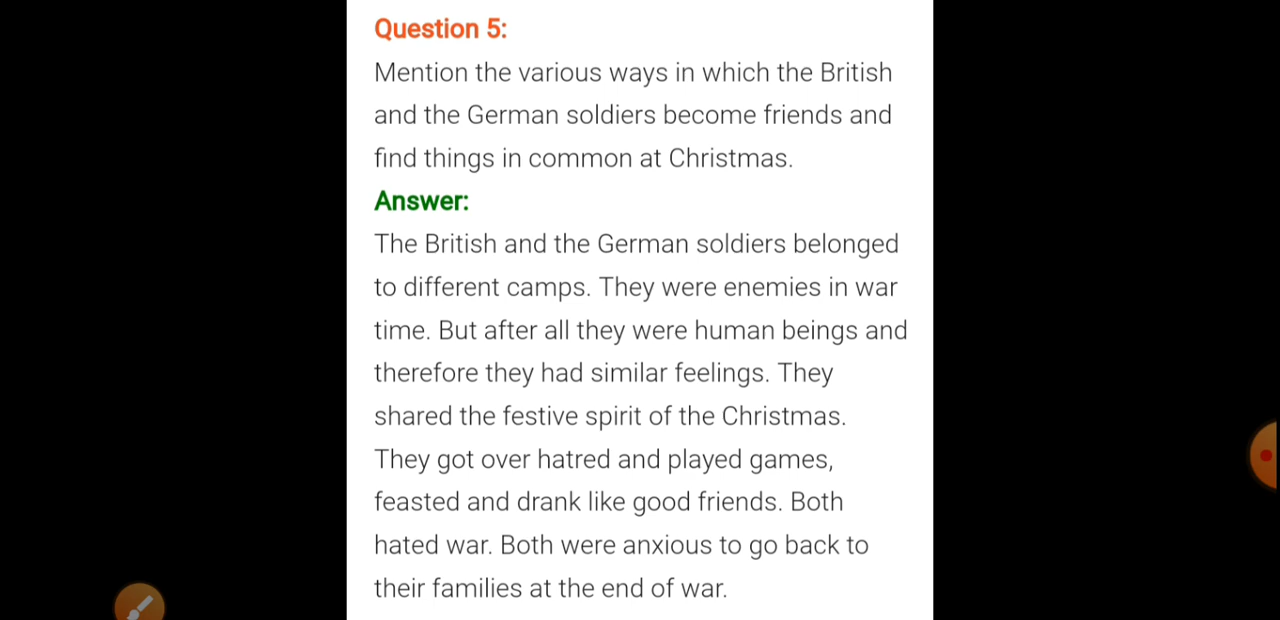 Question 5:
Mention the various ways in which the British
and the German soldiers become friends and
find things in common at Christmas.
Answer:
The British and the German soldiers belonged
to different camps. They were enemies in war
time. But after all they were human beings and
therefore they had similar feelings. They
shared the festive spirit of the Christmas.
They got over hatred and played games,
feasted and drank like good friends. Both
hated war. Both were anxious to go back to
their families at the end of war.